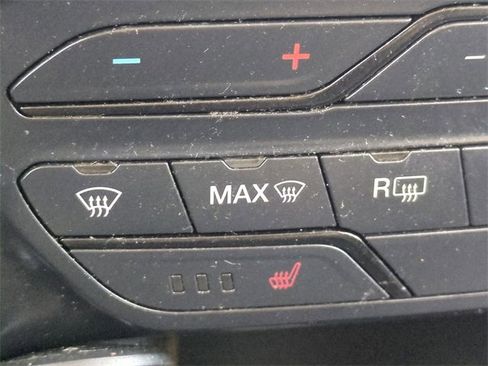 − + −
MAX R